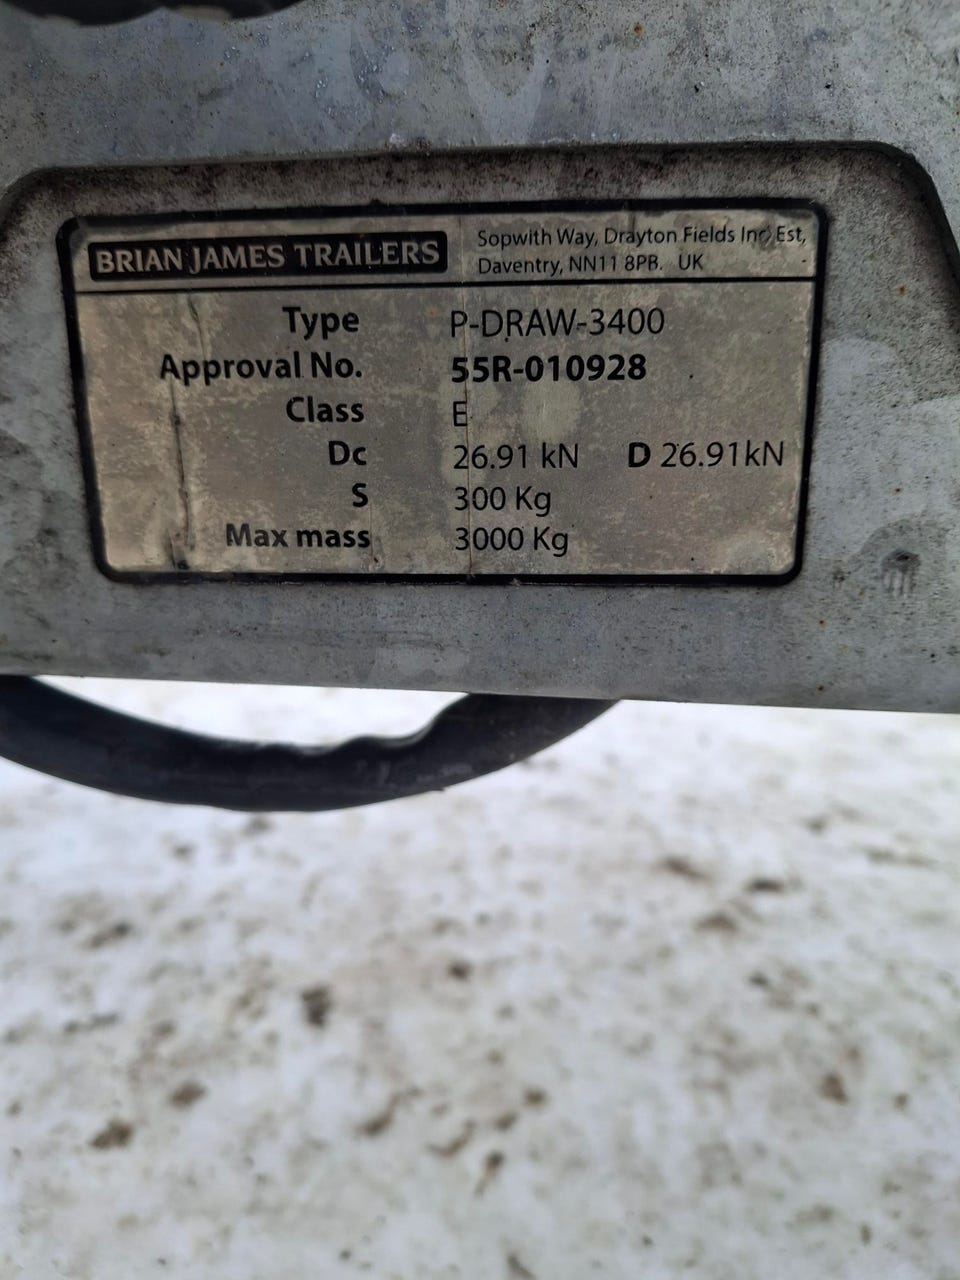 BRIAN JAMES TRAILERS
Sopwith Way, Drayton Fields Ind Est,
Daventry, NN11 8PB. UK
Type P-DRAW-3400
Approval No. 55R-010928
Class E
Dc 26.91 kN D 26.91kN
S 300 Kg
Max mass 3000 Kg